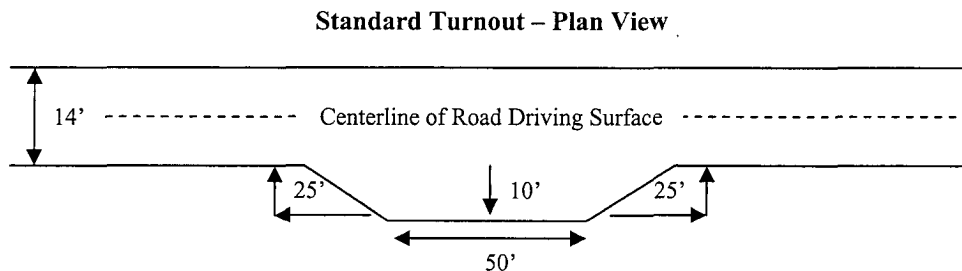 Standard Turnout – Plan View
14’
Centerline of Road Driving Surface
25’
10’
25’
50’